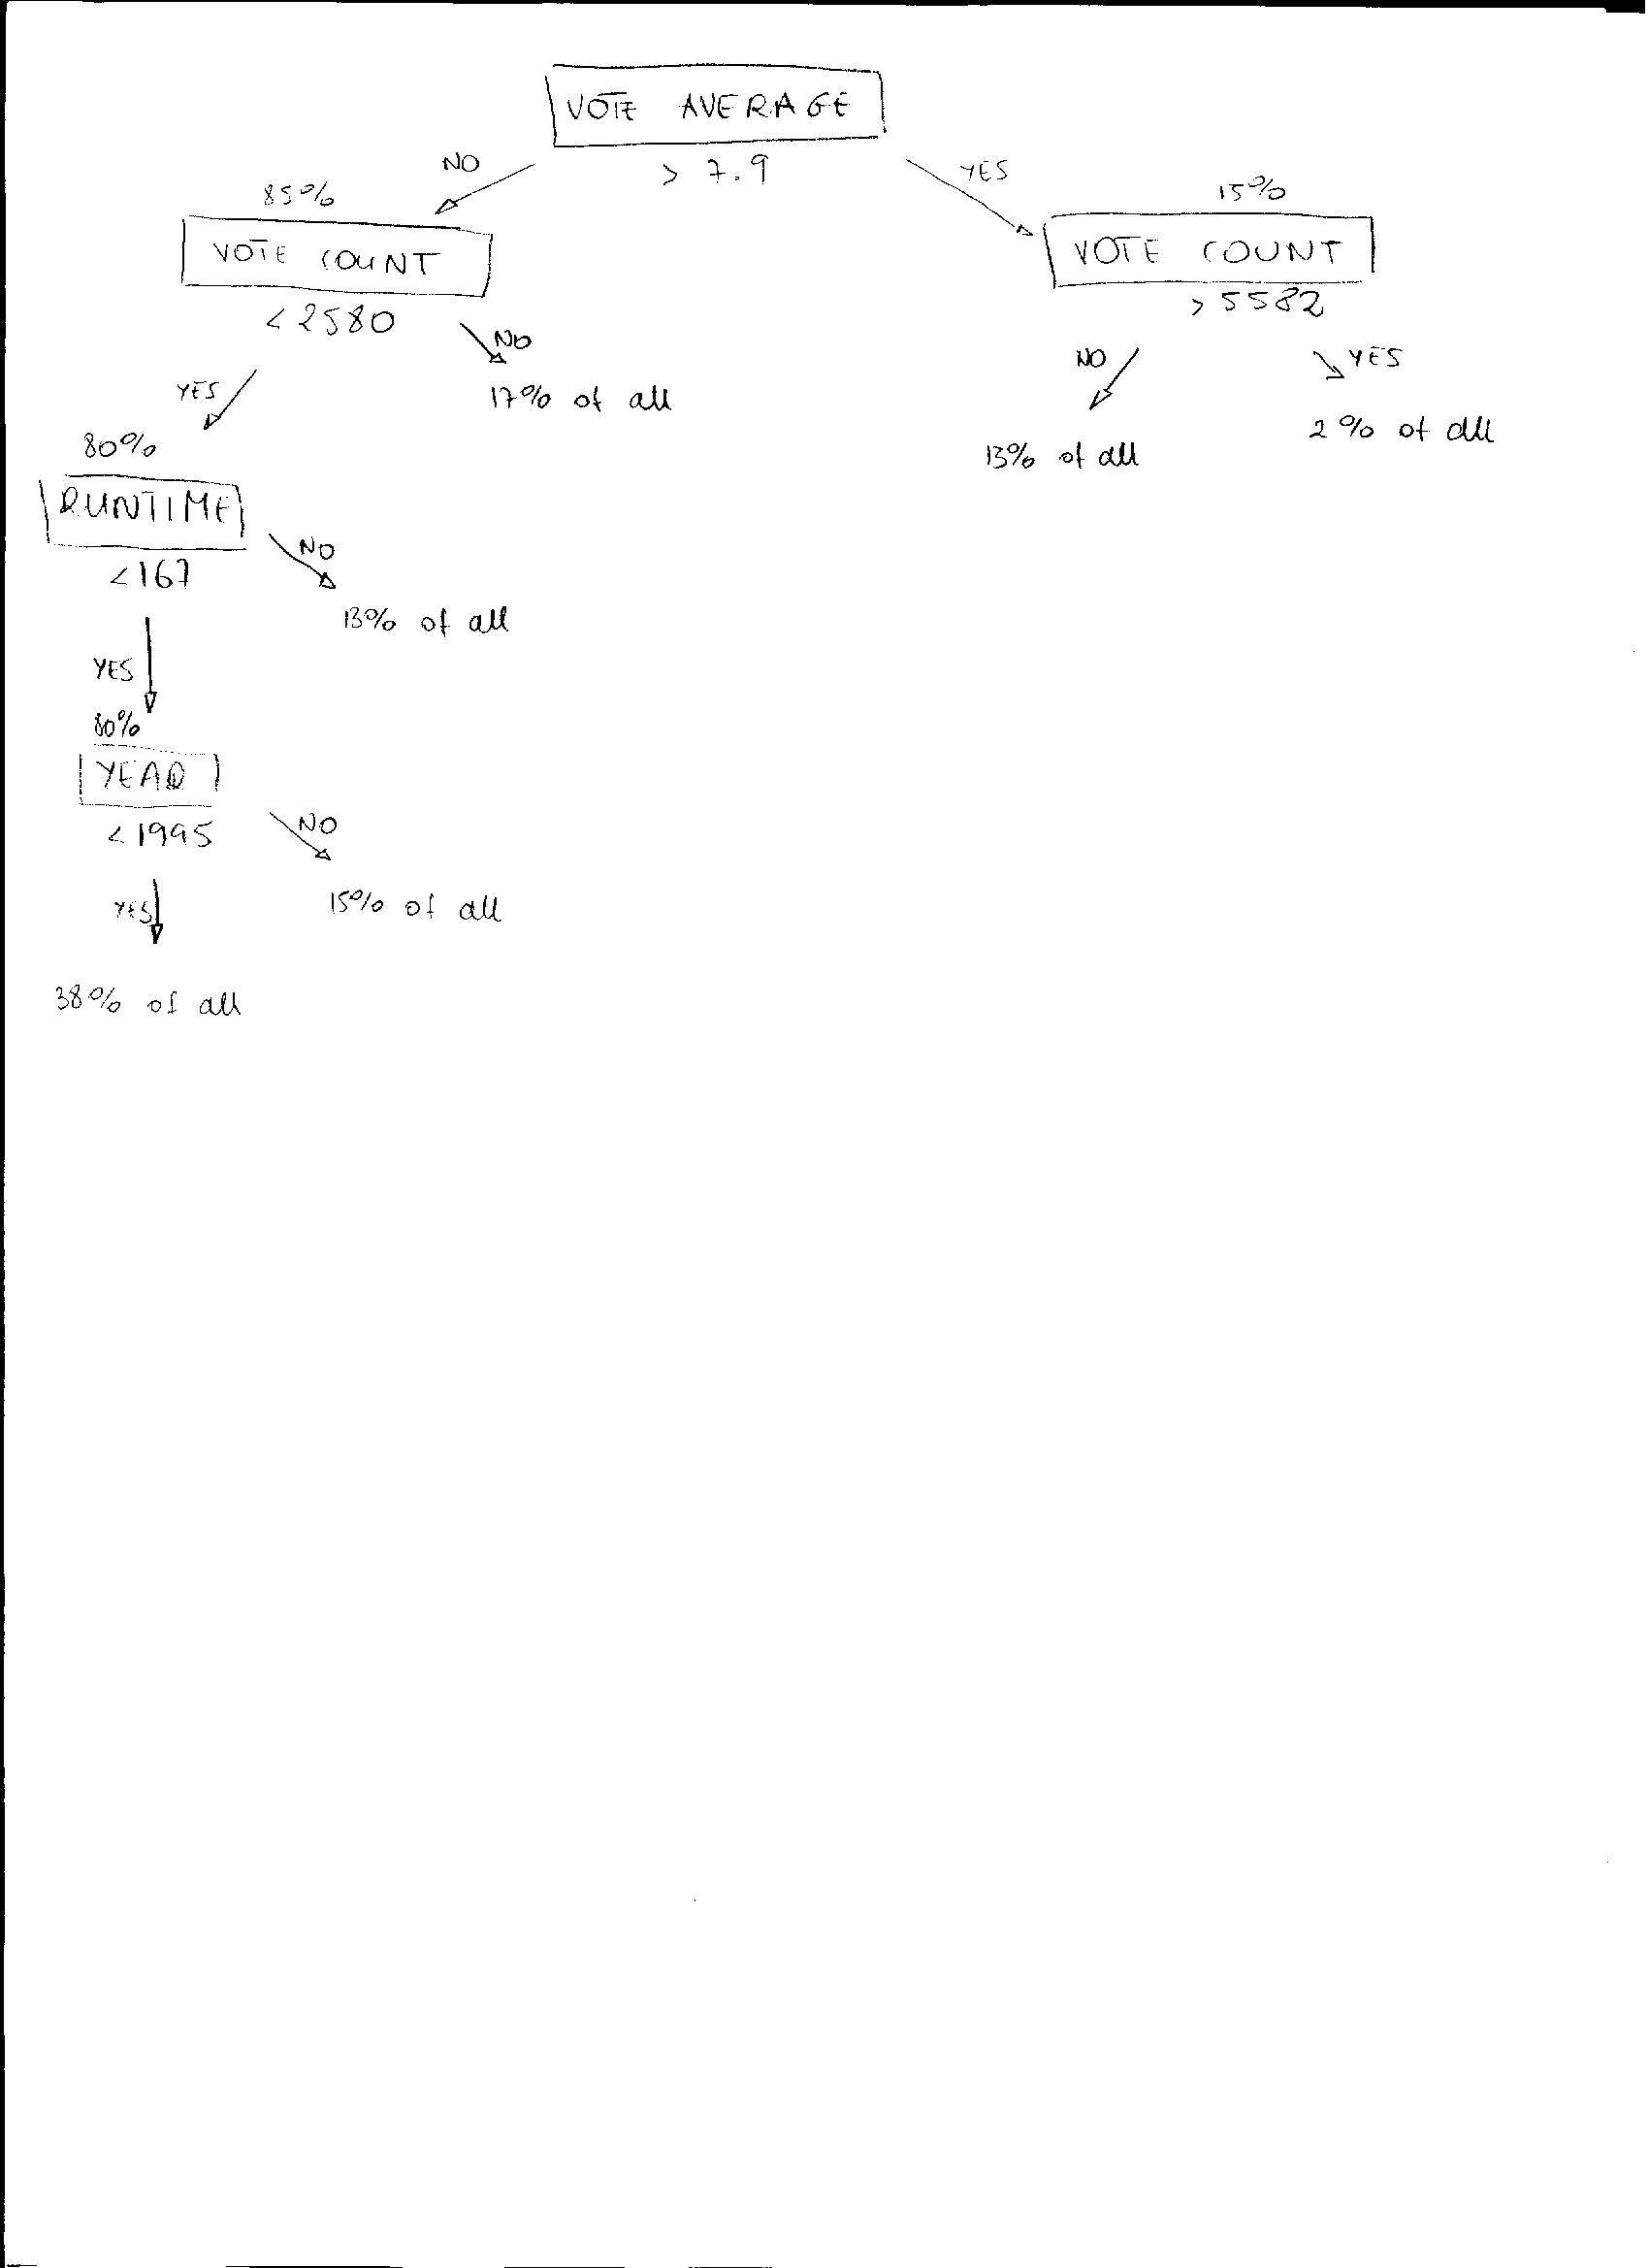 VOTE AVERAGE
> 7.9
NO
YES
85%
15%
VOTE COUNT
< 2580
VOTE COUNT
> 5582
NO
17% of all
YES
NO
13% of all
YES
2% of all
80%
RUNTIME
<167
NO
13% of all
YES
80%
YEAR
<1995
NO
15% of all
YES
38% of all